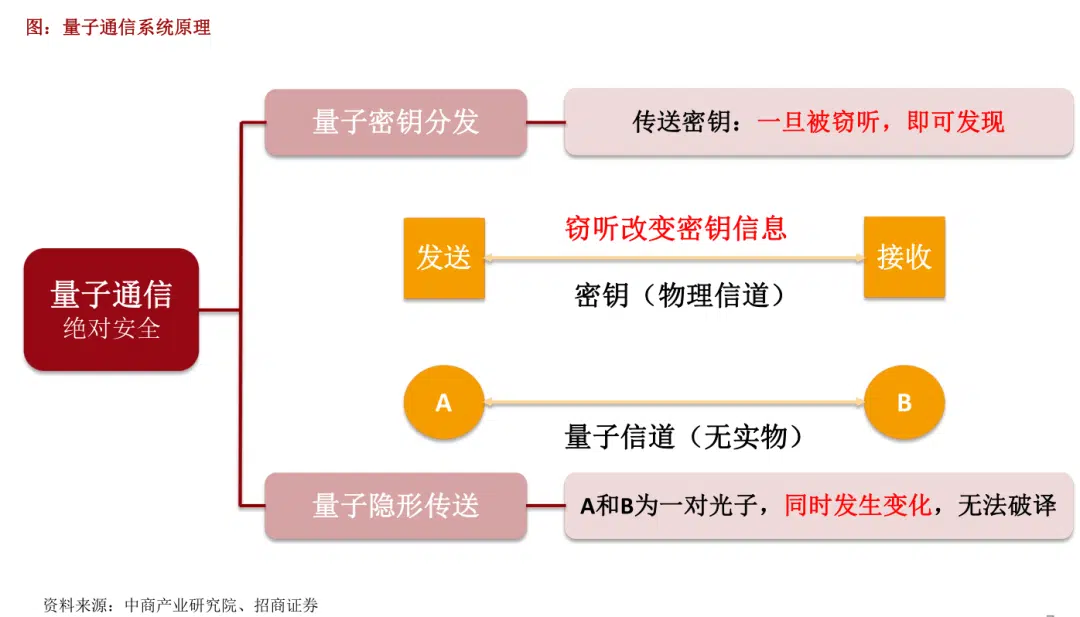 图：量子通信系统原理
量子密钥分发
传送密钥：一旦被窃听，即可发现
发送
窃听改变密钥信息
接收
密钥（物理信道）
量子通信
绝对安全
A
B
量子信道（无实物）
量子隐形传送
A和B为一对光子，同时发生变化，无法破译
资料来源：中商产业研究院、招商证券